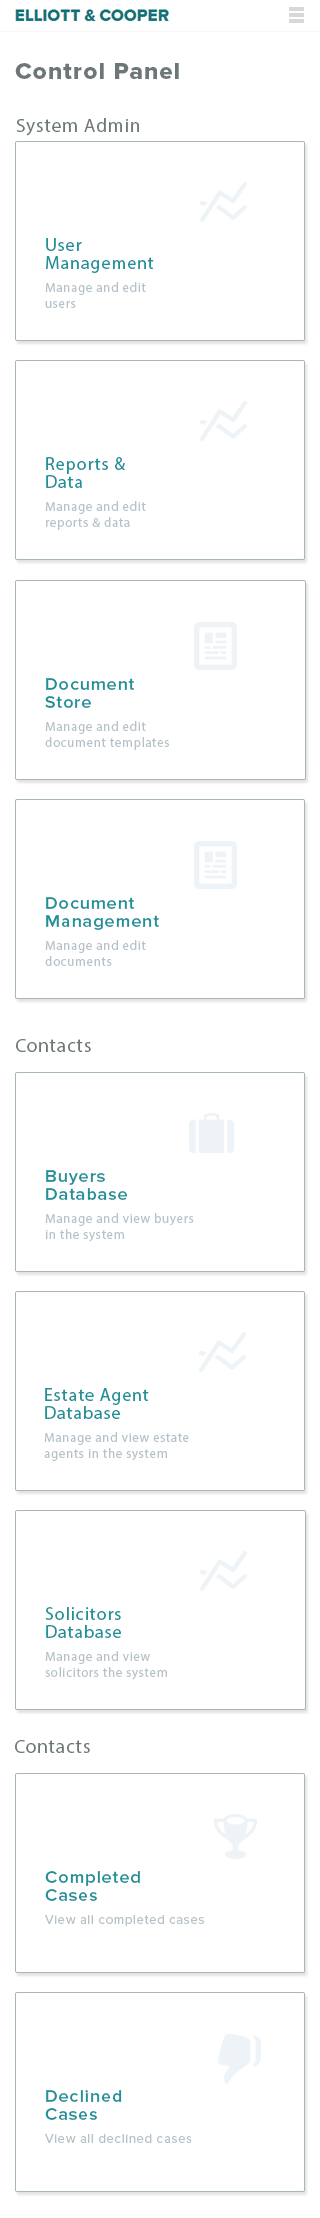 ELLIOTT & COOPER
Control Panel
System Admin
User
Management
Manage and edit
users
Reports &
Data
Manage and edit
reports & data
Document
Store
Manage and edit
document templates
Document
Management
Manage and edit
documents
Contacts
Buyers
Database
Manage and view buyers
in the system
Estate Agent
Database
Manage and view estate
agents in the system
Solicitors
Database
Manage and view
solicitors the system
Contacts
Completed
Cases
View all completed cases
Declined
Cases
View all declined cases